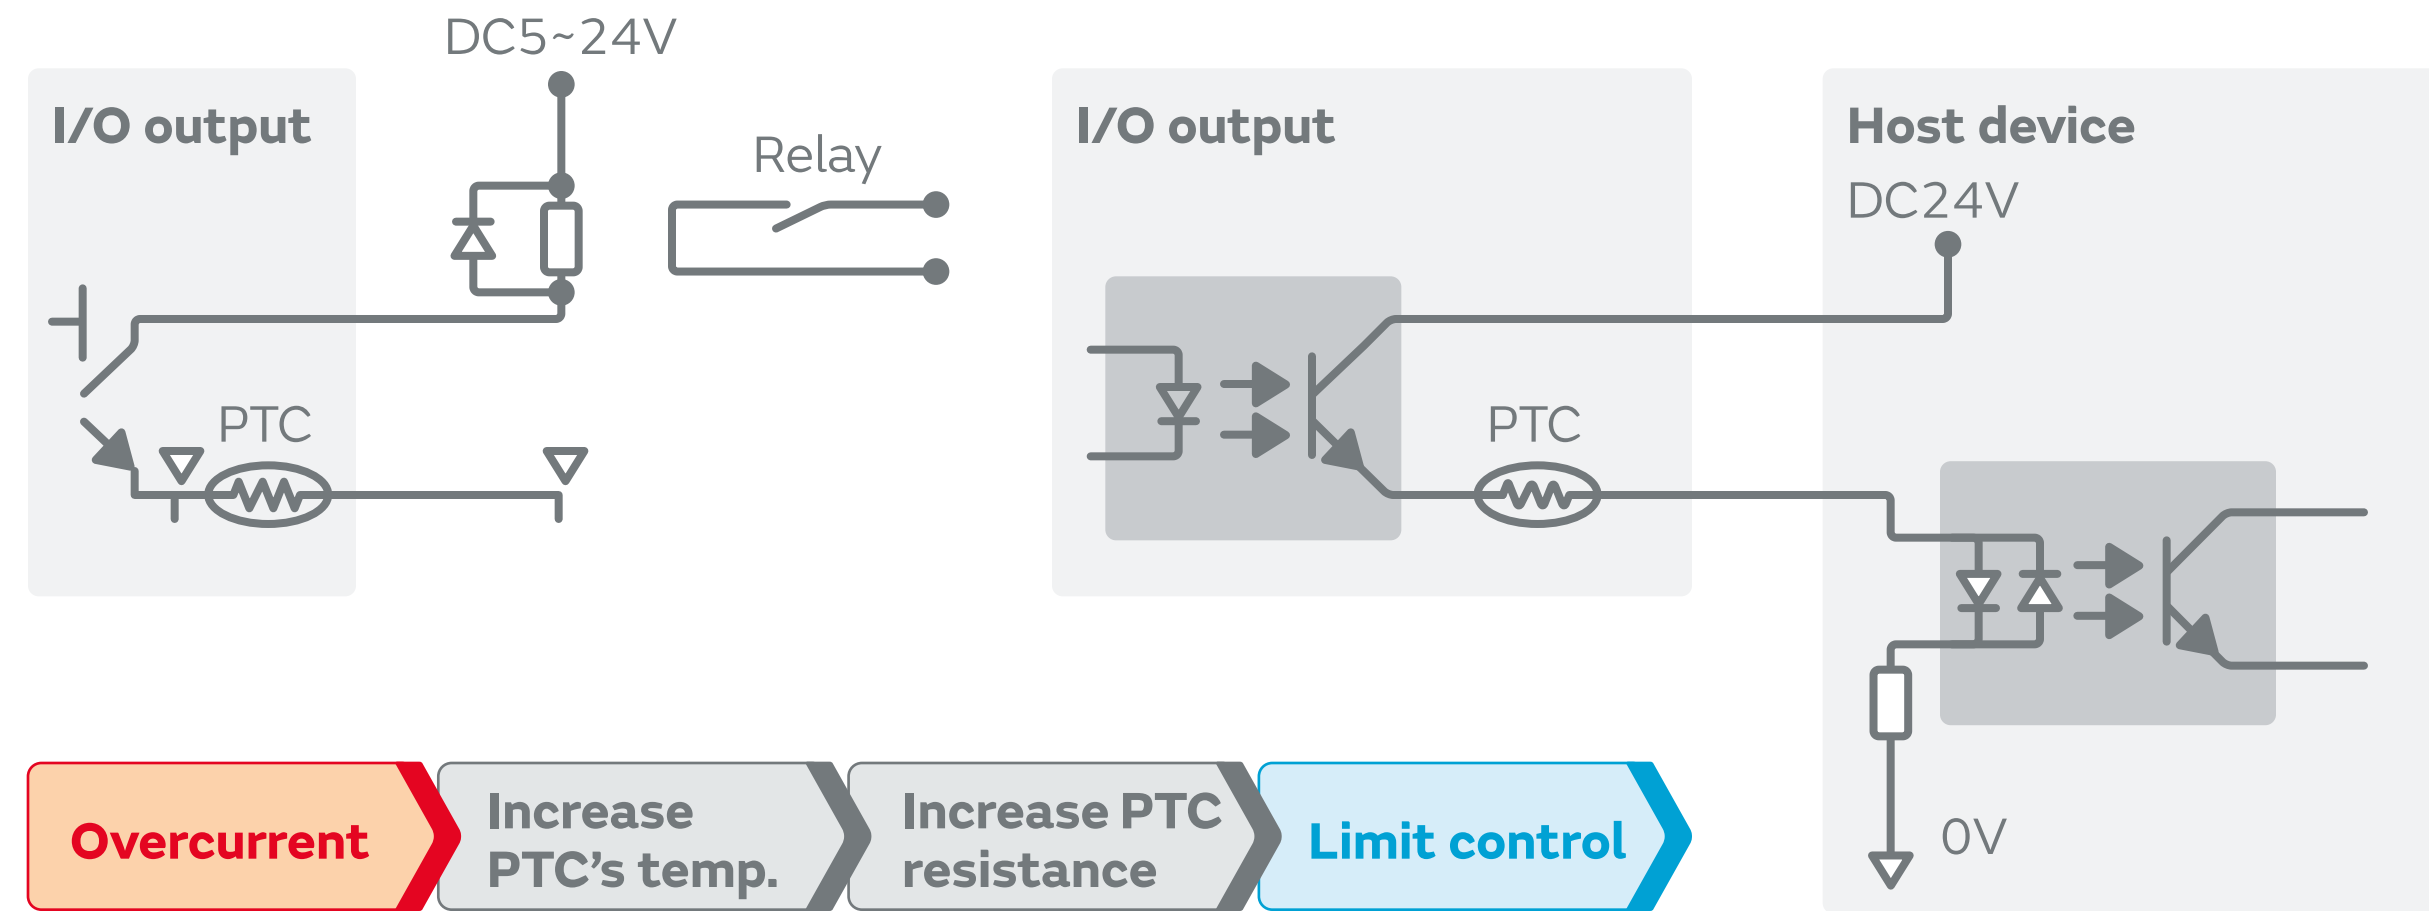 DC5~24V
I/O output
Relay
PTC
I/O output
PTC
Host device
DC24V
0V
Overcurrent
Increase
PTC’s temp.
Increase PTC
resistance
Limit control